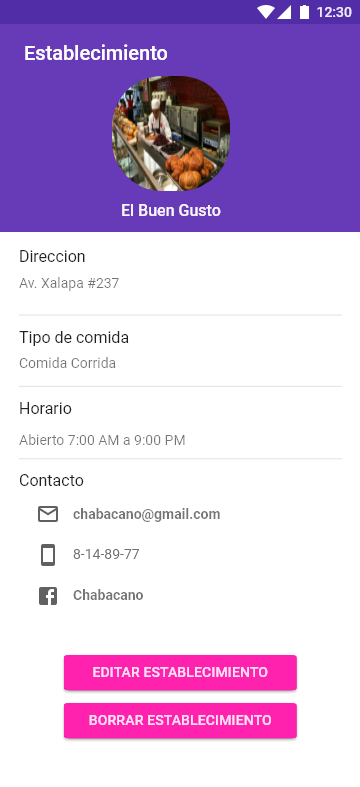 12:30
Establecimiento
El Buen Gusto
Direccion
Av. Xalapa #237
Tipo de comida
Comida Corrida
Horario
Abierto 7:00 AM a 9:00 PM
Contacto
chabacano@gmail.com
8-14-89-77
Chabacano
EDITAR ESTABLECIMIENTO
BORRAR ESTABLECIMIENTO